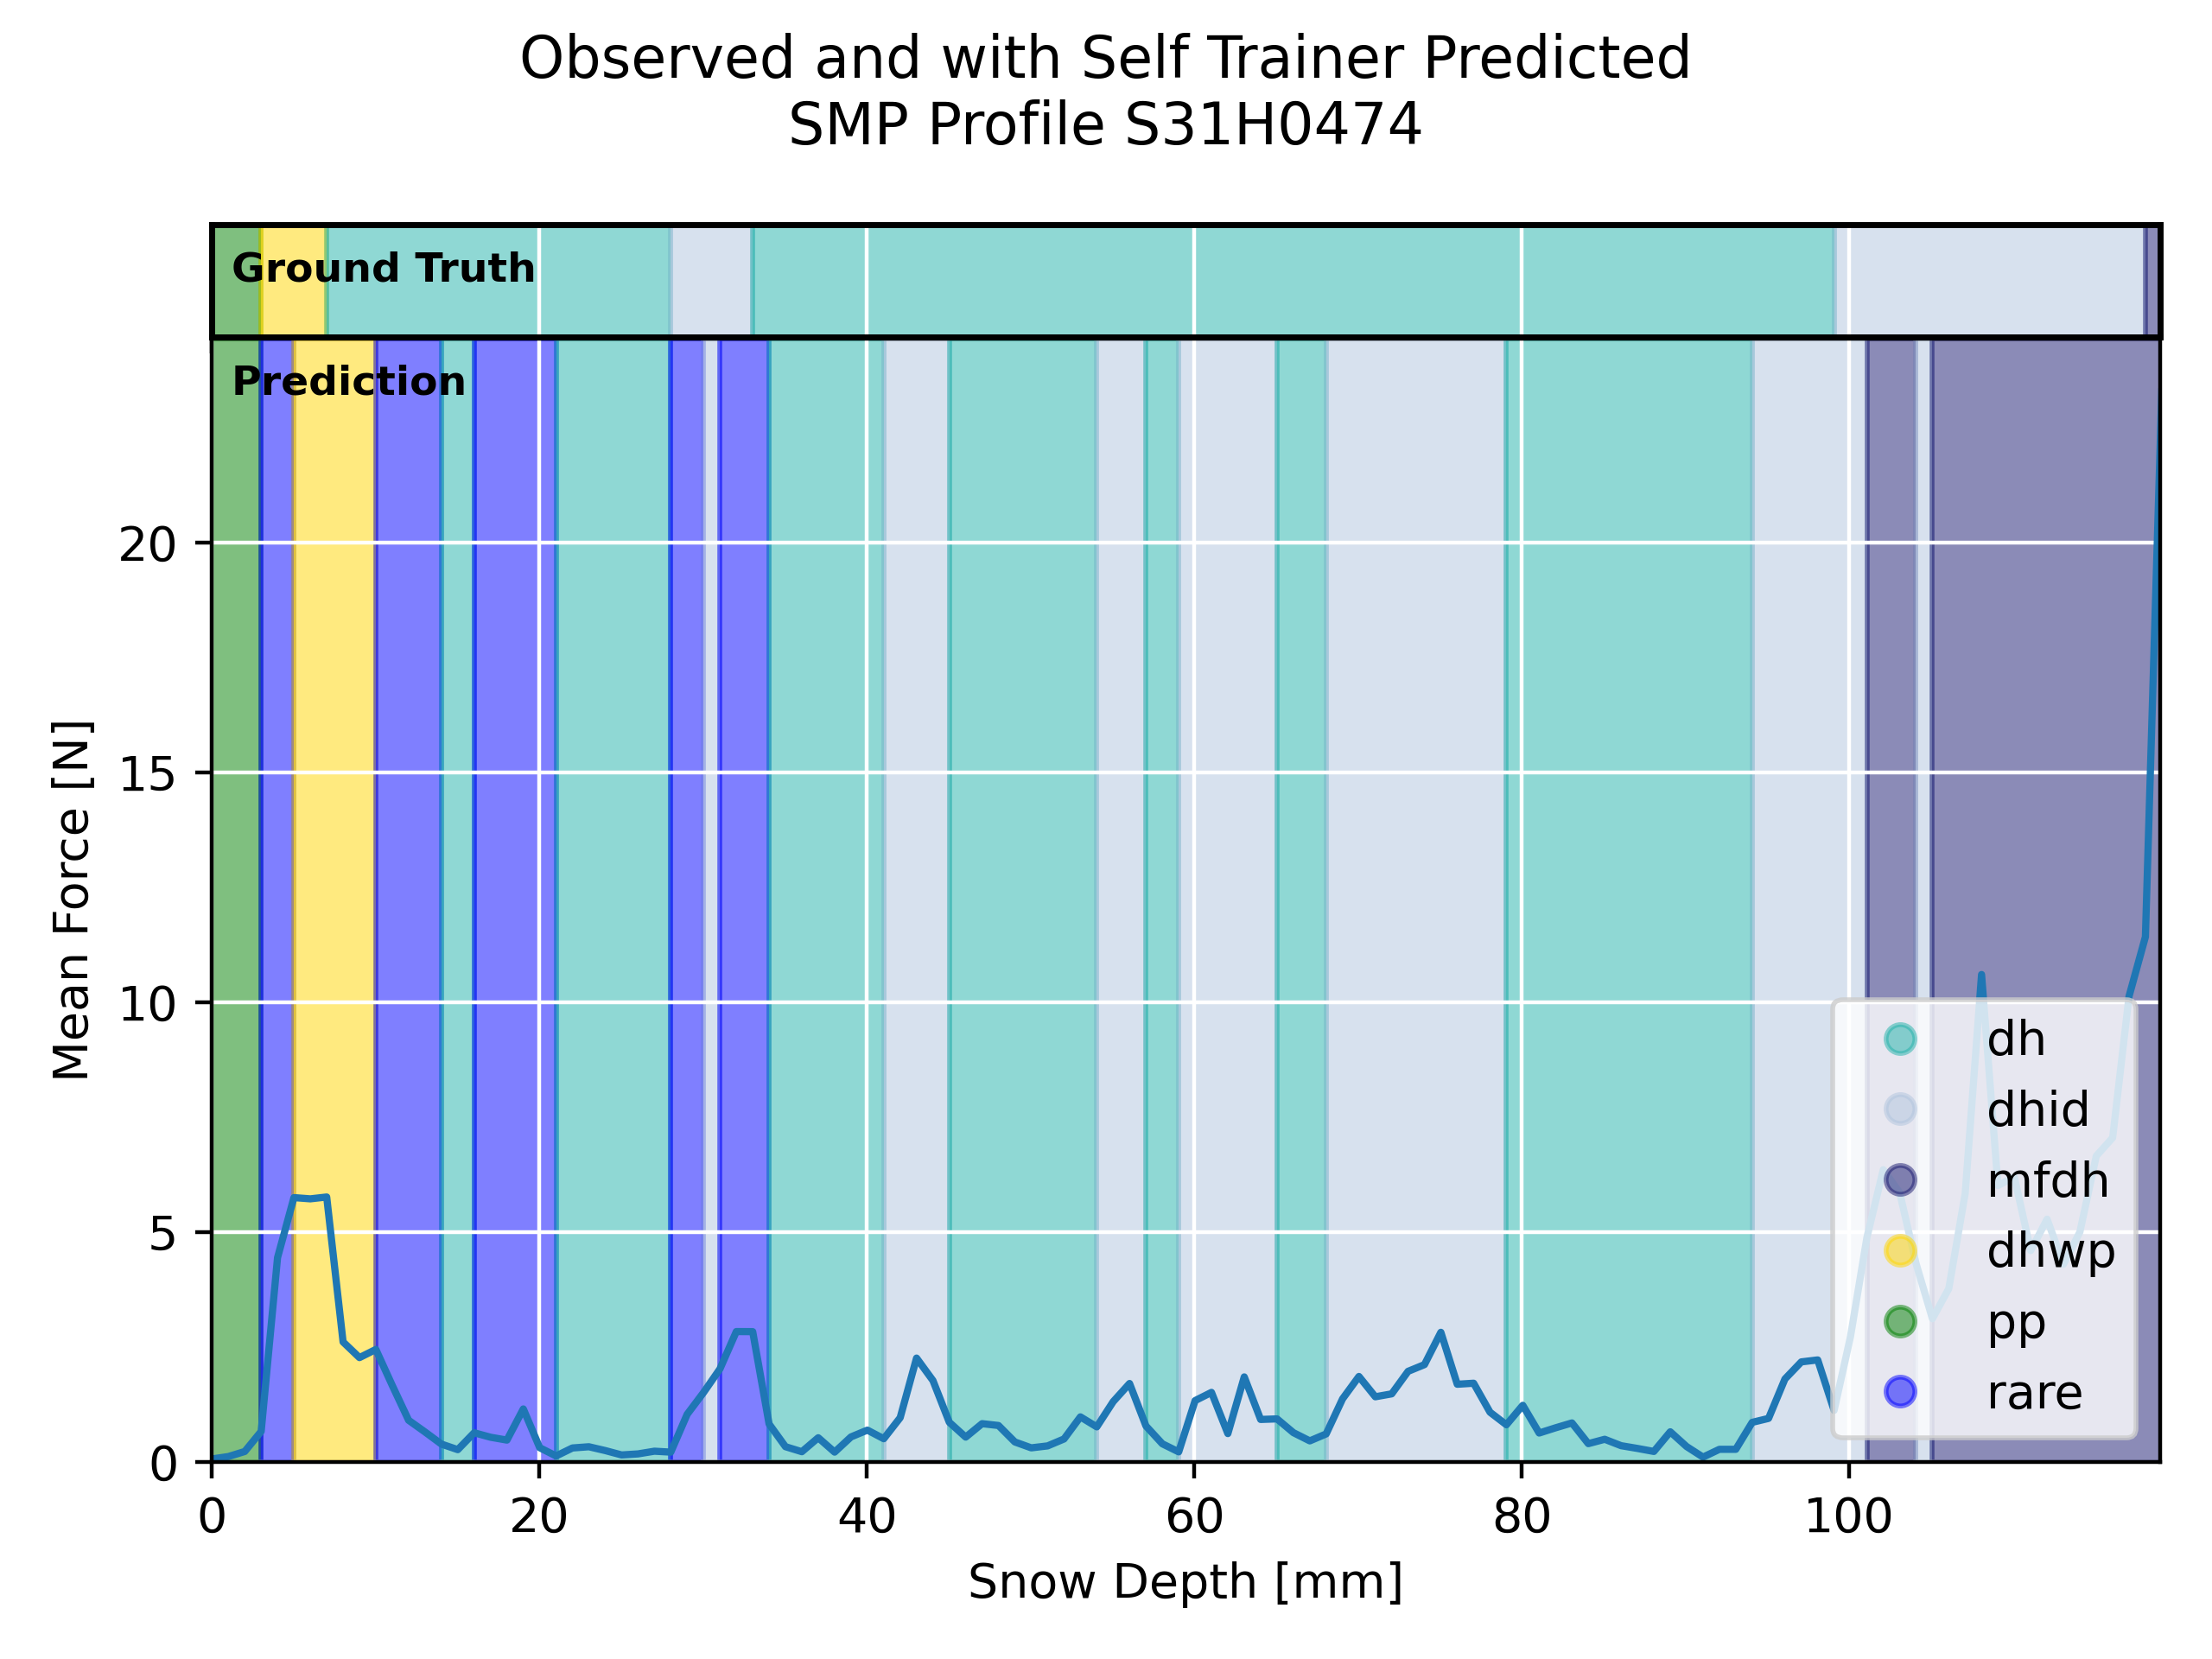 Observed and with Self Trainer Predicted
SMP Profile S31H0474
Ground Truth
Prediction
Mean Force [N]
20
15
10
5
0
dh
dhid
mfdh
dhwp
pp
rare
0 20 40 60 80 100
Snow Depth [mm]